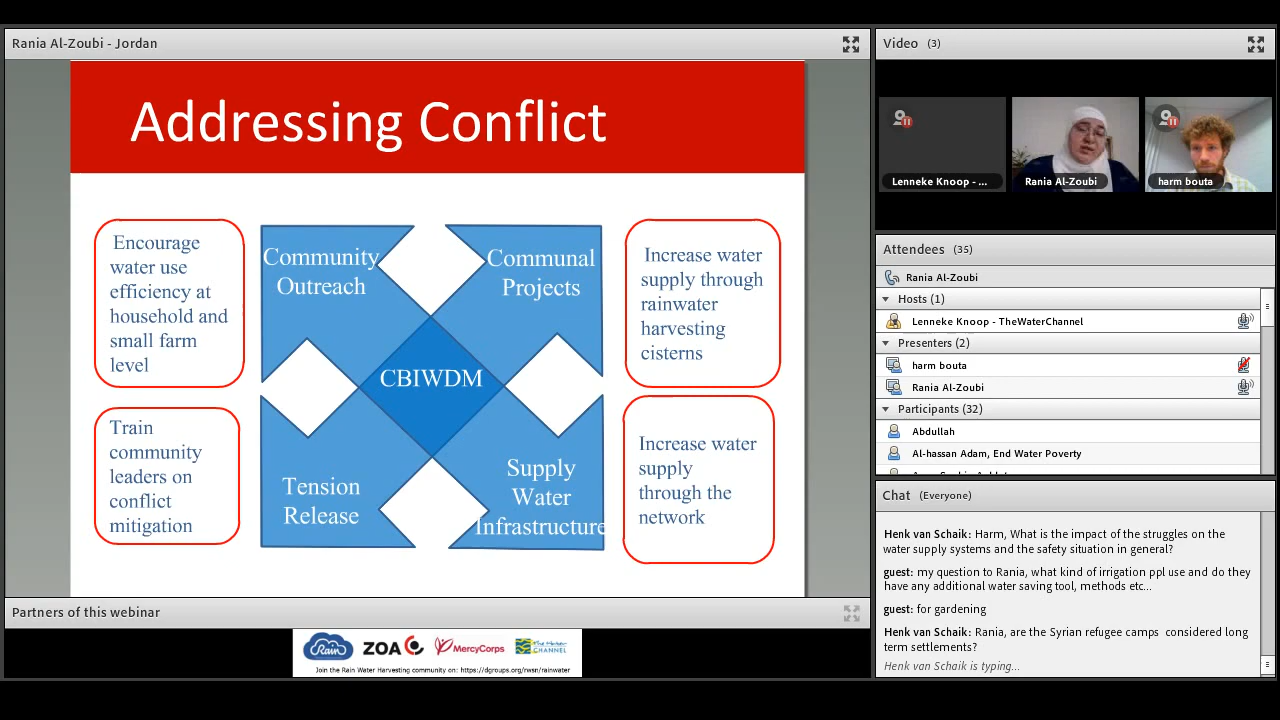 Rania Al-Zoubi - Jordan
Addressing Conflict
Encourage
water use
efficiency at
household and
small farm
level
Community
Outreach
Communal
Projects
Increase water
supply through
rainwater
harvesting
cisterns
CBIWDM
Train
community
leaders on
conflict
mitigation
Tension
Release
Supply
Water
Infrastructure
Increase water
supply
through the
network
Partners of this webinar
Rain
ZOA
MercyCorps
CHANNEL
Join the Rain Water Harvesting community on: https://dgroups.org/rwsn/rainwater
Video (3)
Lenneke Knoop - ...
Rania Al-Zoubi
harm bouta
Attendees (35)
Rania Al-Zoubi
Hosts (1)
Lenneke Knoop - TheWaterChannel
Presenters (2)
harm bouta
Rania Al-Zoubi
Participants (32)
Abdullah
Al-hassan Adam, End Water Poverty
Chat (Everyone)
Henk van Schaik: Harm, What is the impact of the struggles on the
water supply systems and the safety situation in general?
guest: my question to Rania, what kind of irrigation ppl use and do they
have any additional water saving tool, methods etc...
guest: for gardening
Henk van Schaik: Rania, are the Syrian refugee camps considered long
term settlements?
Henk van Schaik is typing...